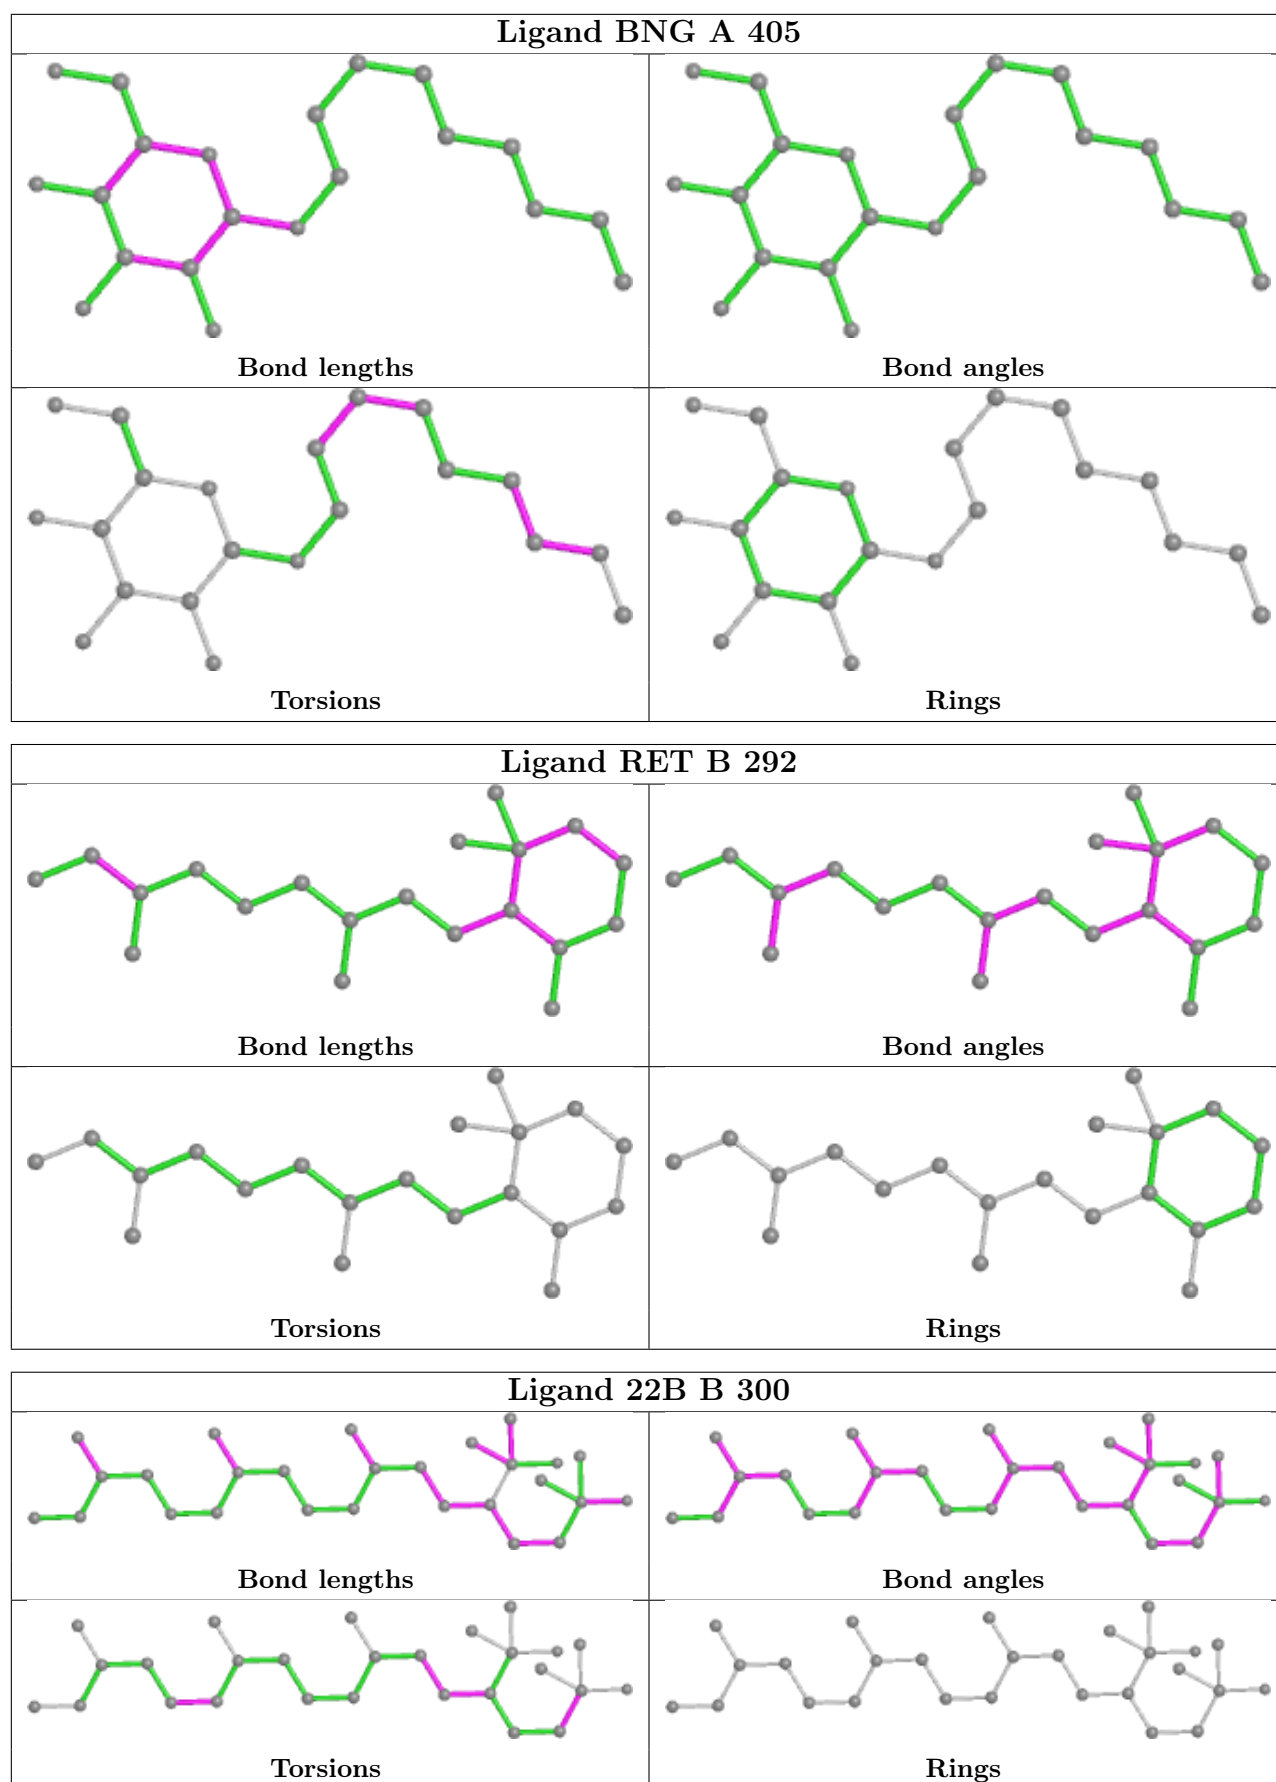 Ligand BNG A 405
Bond lengths
Bond angles
Torsions
Rings
Ligand RET B 292
Bond lengths
Bond angles
Torsions
Rings
Ligand 22B B 300
Bond lengths
Bond angles
Torsions
Rings